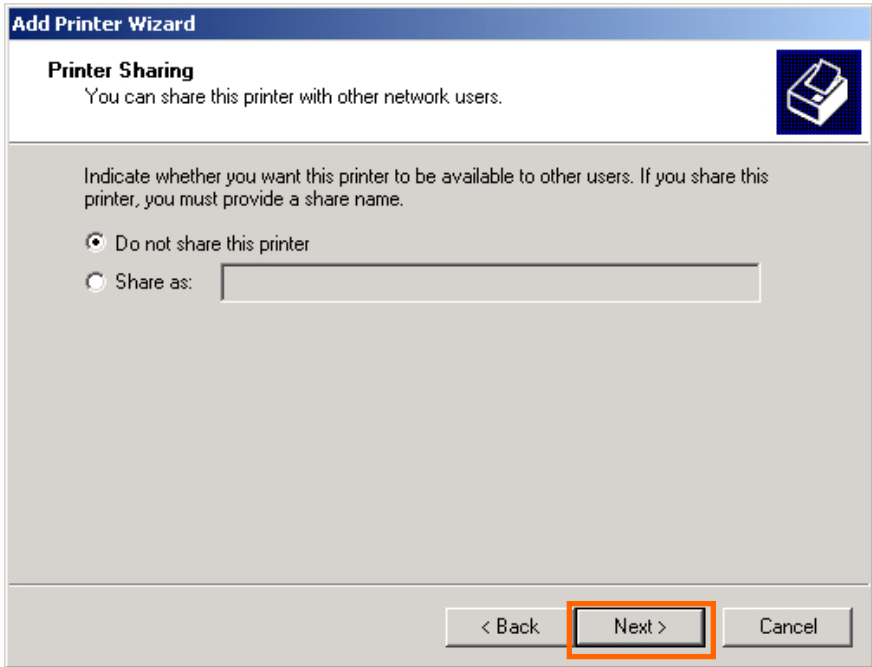 Add Printer Wizard
Printer Sharing
You can share this printer with other network users.
Indicate whether you want this printer to be available to other users. If you share this
printer, you must provide a share name.
Do not share this printer
Share as:
< Back Next > Cancel